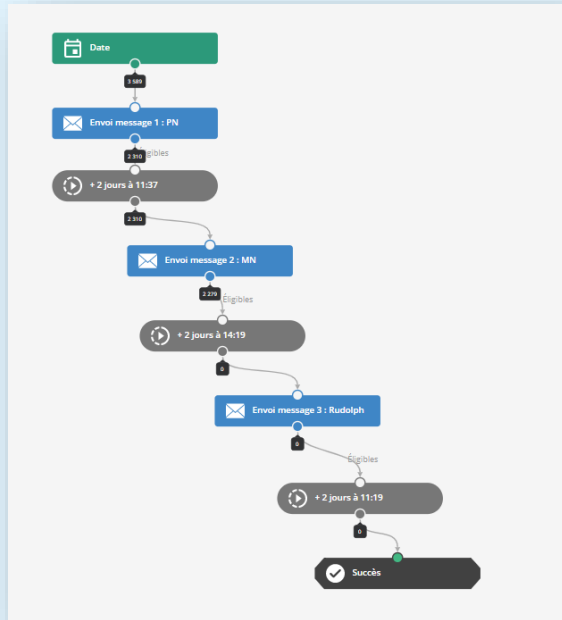 Date
3 589
Envoi message 1 : PN
2 310
Éligibles
+ 2 jours à 11:37
2 310
Envoi message 2 : MN
2 279
Éligibles
+ 2 jours à 14:19
0
Envoi message 3 : Rudolph
0
Éligibles
+ 2 jours à 11:19
0
Succès